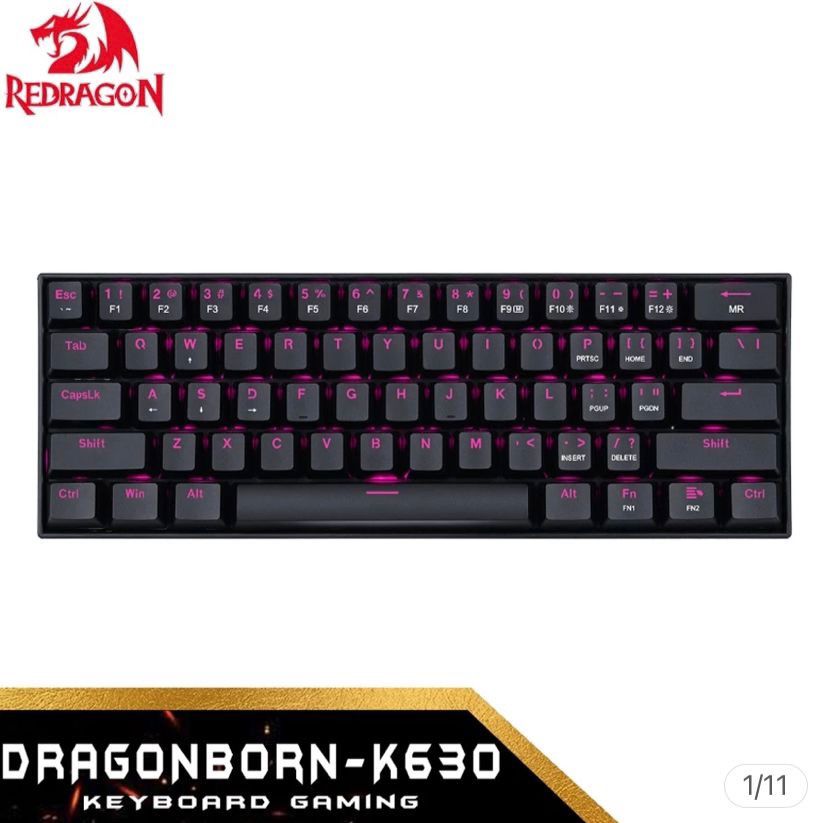 REDRAGON
Esc 1 ! 2 @ 3 # 4 $ 5 % 6 ^ 7 & 8 * 9 ( 0 ) - – = + ←
` ~ F1 F2 F3 F4 F5 F6 F7 F8 F9 F10 F11 F12 MR
Tab Q W E R T Y U I O P [ { ] } \ |
↑ PRTSC HOME END
CapsLk A S D F G H J K L ; : ' "
← ↓ → PGUP PGDN
Shift Z X C V B N M , < . > / ? Shift
INSERT DELETE
Ctrl Win Alt Alt Fn Ctrl
FN1 FN2
DRAGONBORN-K630
KEYBOARD GAMING
1/11